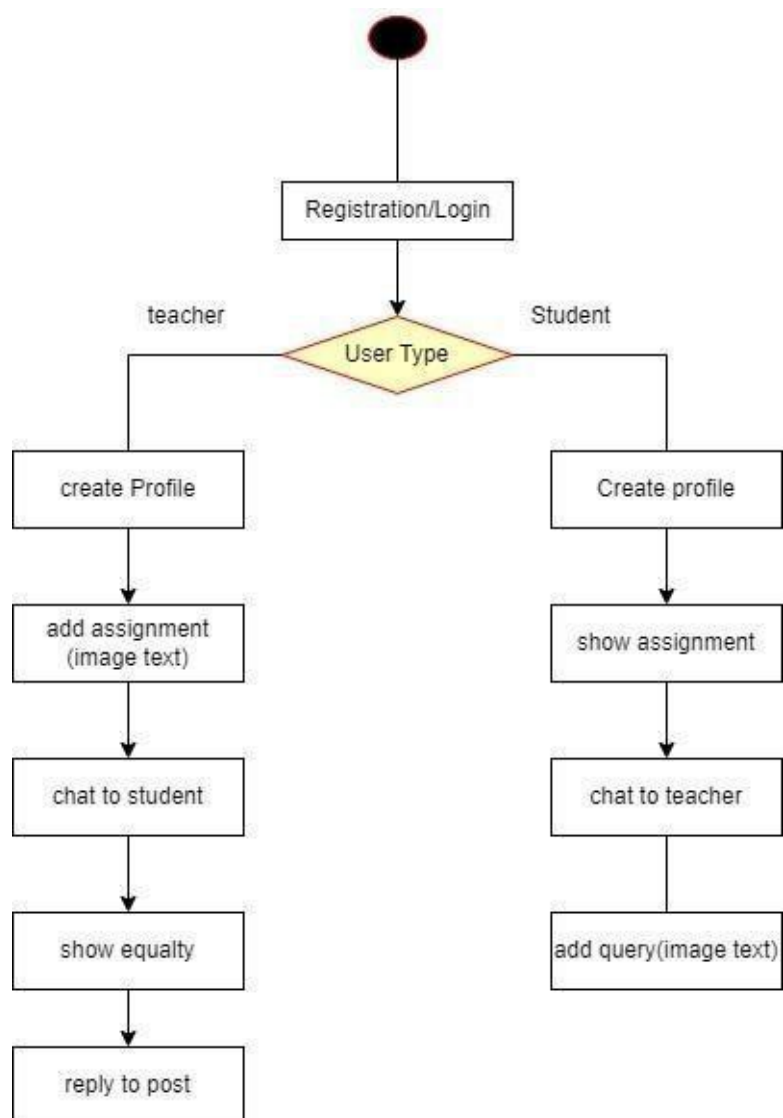 Registration/Login
teacher
Student
User Type
create Profile
Create profile
add assignment
(image text)
show assignment
chat to student
chat to teacher
show equalty
add query(image text)
reply to post